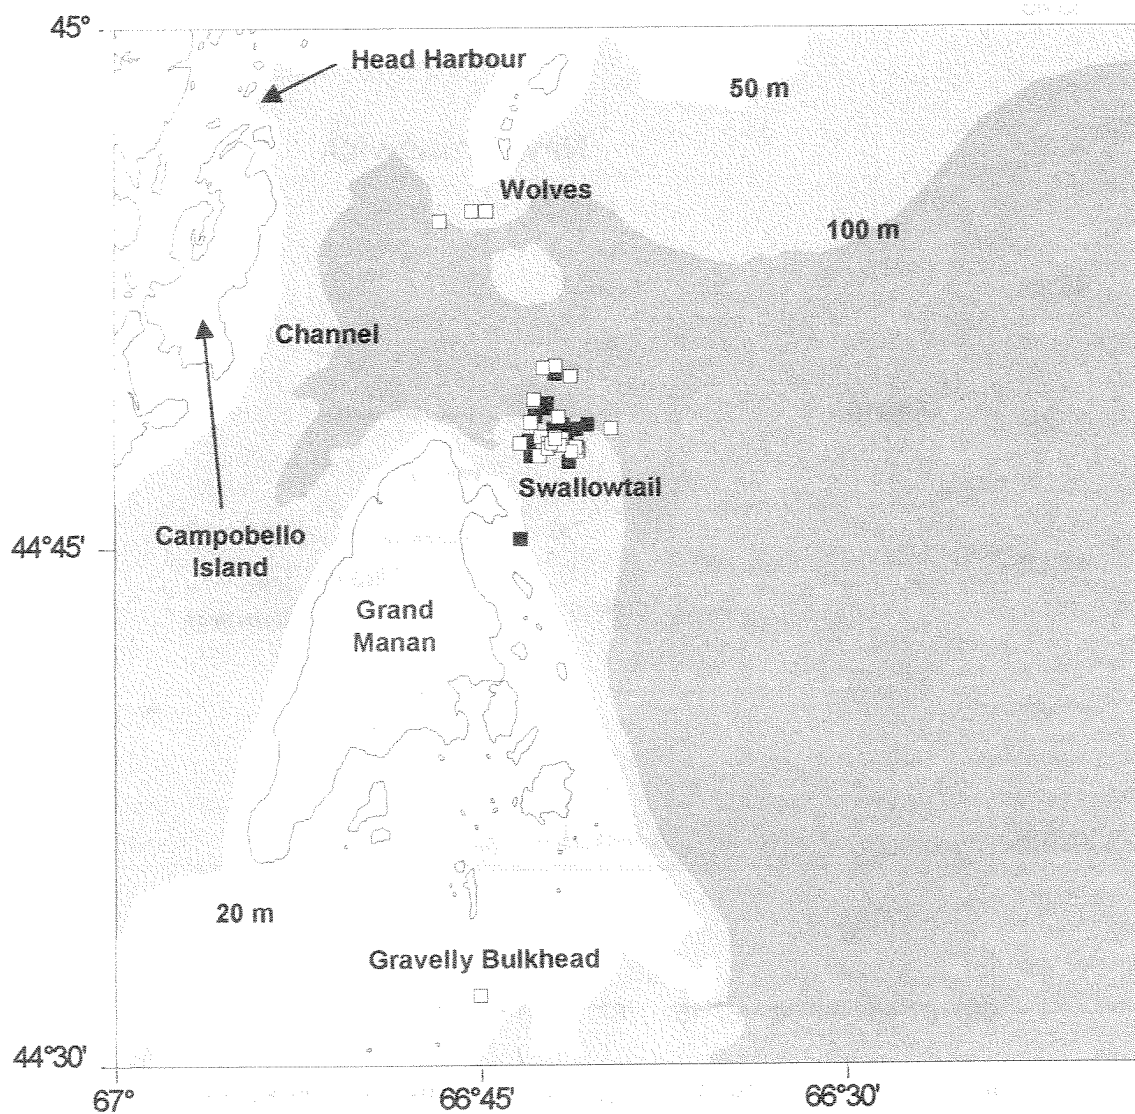 45°
Head Harbour
50 m
Wolves
100 m
Channel
Swallowtail
Campobello
Island
44°45'
Grand
Manan
20 m
Gravelly Bulkhead
44°30'
67°
66°45'
66°30'